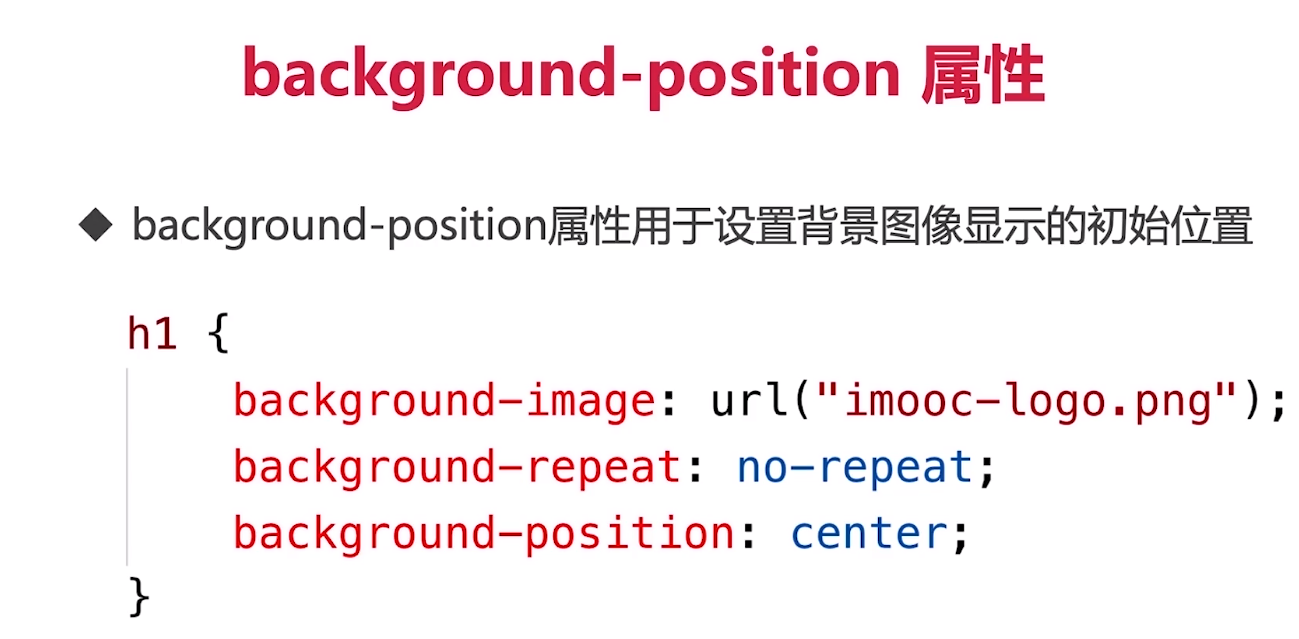 background-position 属性
◆ background-position属性用于设置背景图像显示的初始位置
h1 {
background-image: url("imooc-logo.png");
background-repeat: no-repeat;
background-position: center;
}